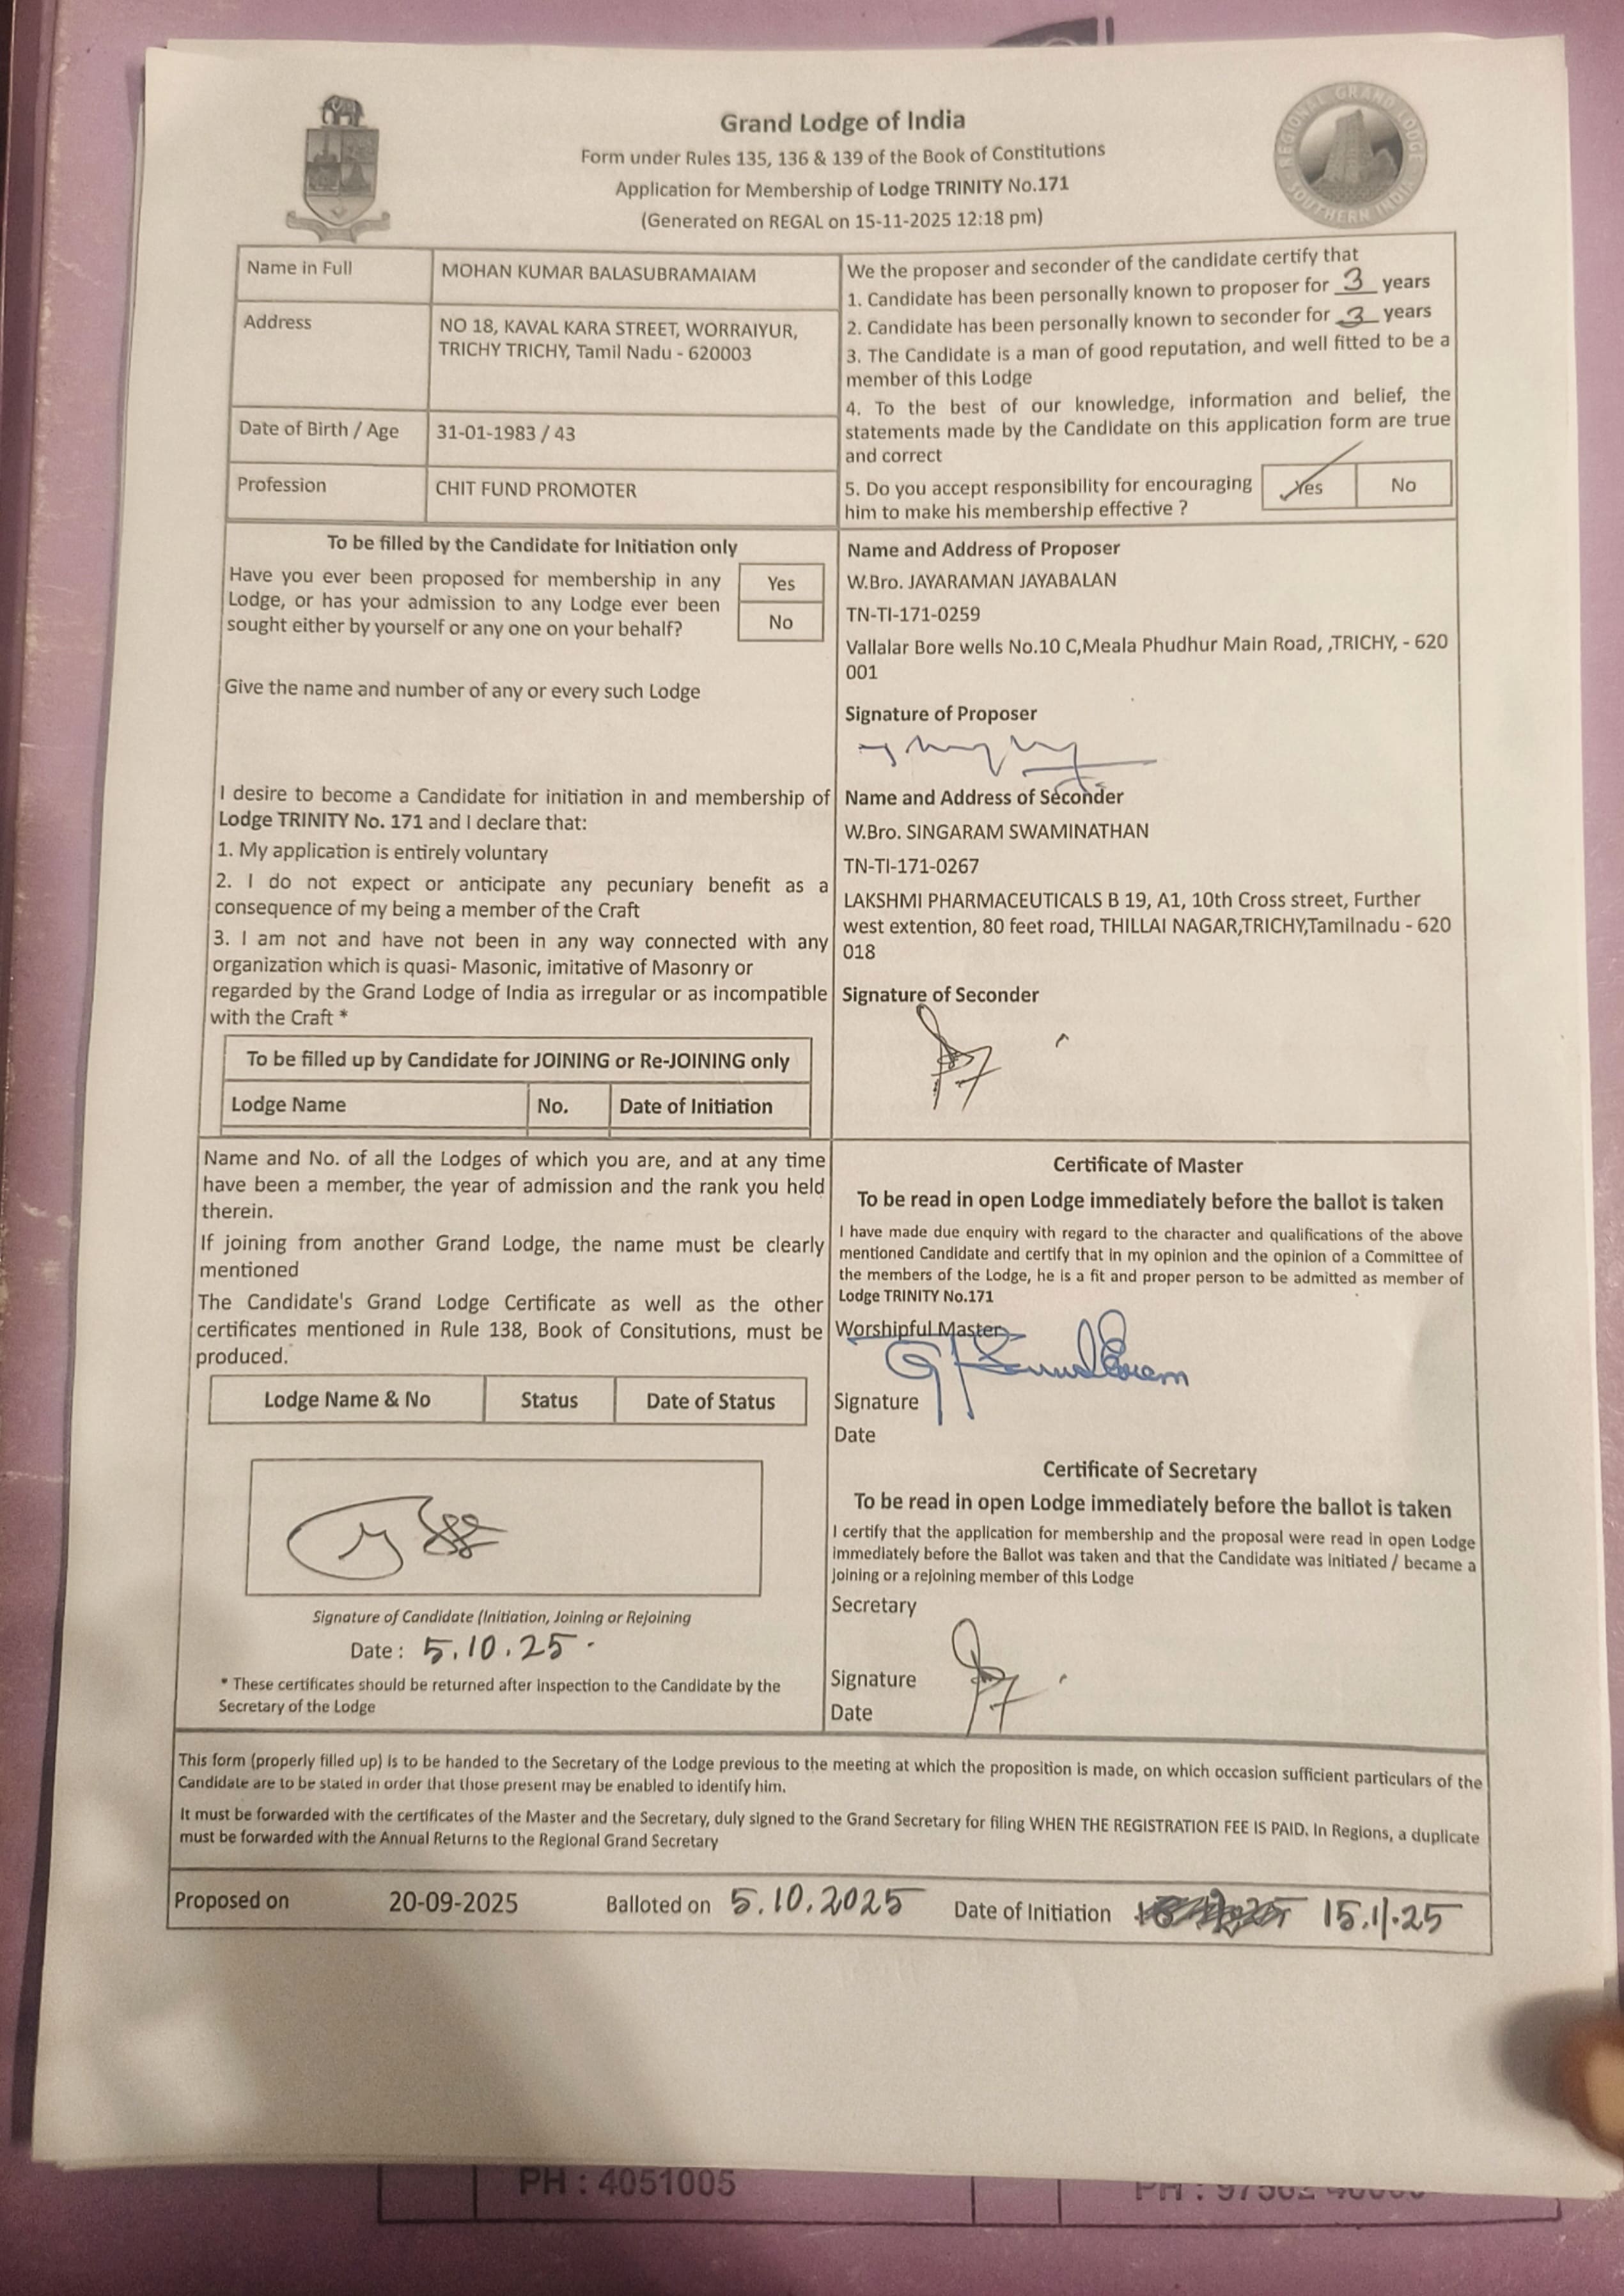 Grand Lodge of India
Form under Rules 135, 136 & 139 of the Book of Constitutions
Application for Membership of Lodge TRINITY No.171
(Generated on REGAL on 15-11-2025 12:18 pm)
REGIONAL GRAND LODGE
SOUTHERN INDIA
Name in Full
MOHAN KUMAR BALASUBRAMAIAM
Address
NO 18, KAVAL KARA STREET, WORRAIYUR,
TRICHY TRICHY, Tamil Nadu - 620003
Date of Birth / Age
31-01-1983 / 43
Profession
CHIT FUND PROMOTER
We the proposer and seconder of the candidate certify that
1. Candidate has been personally known to proposer for 3 years
2. Candidate has been personally known to seconder for 3 years
3. The Candidate is a man of good reputation, and well fitted to be a
member of this Lodge
4. To the best of our knowledge, information and belief, the
statements made by the Candidate on this application form are true
and correct
5. Do you accept responsibility for encouraging
him to make his membership effective ?
Yes
No
To be filled by the Candidate for Initiation only
Have you ever been proposed for membership in any
Lodge, or has your admission to any Lodge ever been
sought either by yourself or any one on your behalf?
Yes
No
Give the name and number of any or every such Lodge
I desire to become a Candidate for initiation in and membership of
Lodge TRINITY No. 171 and I declare that:
1. My application is entirely voluntary
2. I do not expect or anticipate any pecuniary benefit as a
consequence of my being a member of the Craft
3. I am not and have not been in any way connected with any
organization which is quasi- Masonic, imitative of Masonry or
regarded by the Grand Lodge of India as irregular or as incompatible
with the Craft *
To be filled up by Candidate for JOINING or Re-JOINING only
Lodge Name
No.
Date of Initiation
Name and Address of Proposer
W.Bro. JAYARAMAN JAYABALAN
TN-TI-171-0259
Vallalar Bore wells No.10 C,Meala Phudhur Main Road, ,TRICHY, - 620
001
Signature of Proposer
Name and Address of Seconder
W.Bro. SINGARAM SWAMINATHAN
TN-TI-171-0267
LAKSHMI PHARMACEUTICALS B 19, A1, 10th Cross street, Further
west extention, 80 feet road, THILLAI NAGAR,TRICHY,Tamilnadu - 620
018
Signature of Seconder
Name and No. of all the Lodges of which you are, and at any time
have been a member, the year of admission and the rank you held
therein.
If joining from another Grand Lodge, the name must be clearly
mentioned
The Candidate's Grand Lodge Certificate as well as the other
certificates mentioned in Rule 138, Book of Consitutions, must be
produced.
Lodge Name & No
Status
Date of Status
Signature of Candidate (Initiation, Joining or Rejoining
Date : 5.10.25.
* These certificates should be returned after inspection to the Candidate by the
Secretary of the Lodge
Certificate of Master
To be read in open Lodge immediately before the ballot is taken
I have made due enquiry with regard to the character and qualifications of the above
mentioned Candidate and certify that in my opinion and the opinion of a Committee of
the members of the Lodge, he is a fit and proper person to be admitted as member of
Lodge TRINITY No.171
Worshipful Master
Signature
Date
Certificate of Secretary
To be read in open Lodge immediately before the ballot is taken
I certify that the application for membership and the proposal were read in open Lodge
immediately before the Ballot was taken and that the Candidate was initiated / became a
joining or a rejoining member of this Lodge
Secretary
Signature
Date
This form (properly filled up) is to be handed to the Secretary of the Lodge previous to the meeting at which the proposition is made, on which occasion sufficient particulars of the
Candidate are to be stated in order that those present may be enabled to identify him.
It must be forwarded with the certificates of the Master and the Secretary, duly signed to the Grand Secretary for filing WHEN THE REGISTRATION FEE IS PAID. In Regions, a duplicate
must be forwarded with the Annual Returns to the Regional Grand Secretary
Proposed on 20-09-2025 Balloted on 5.10.2025 Date of Initiation 15.11.25
PH : 4051005
PH :